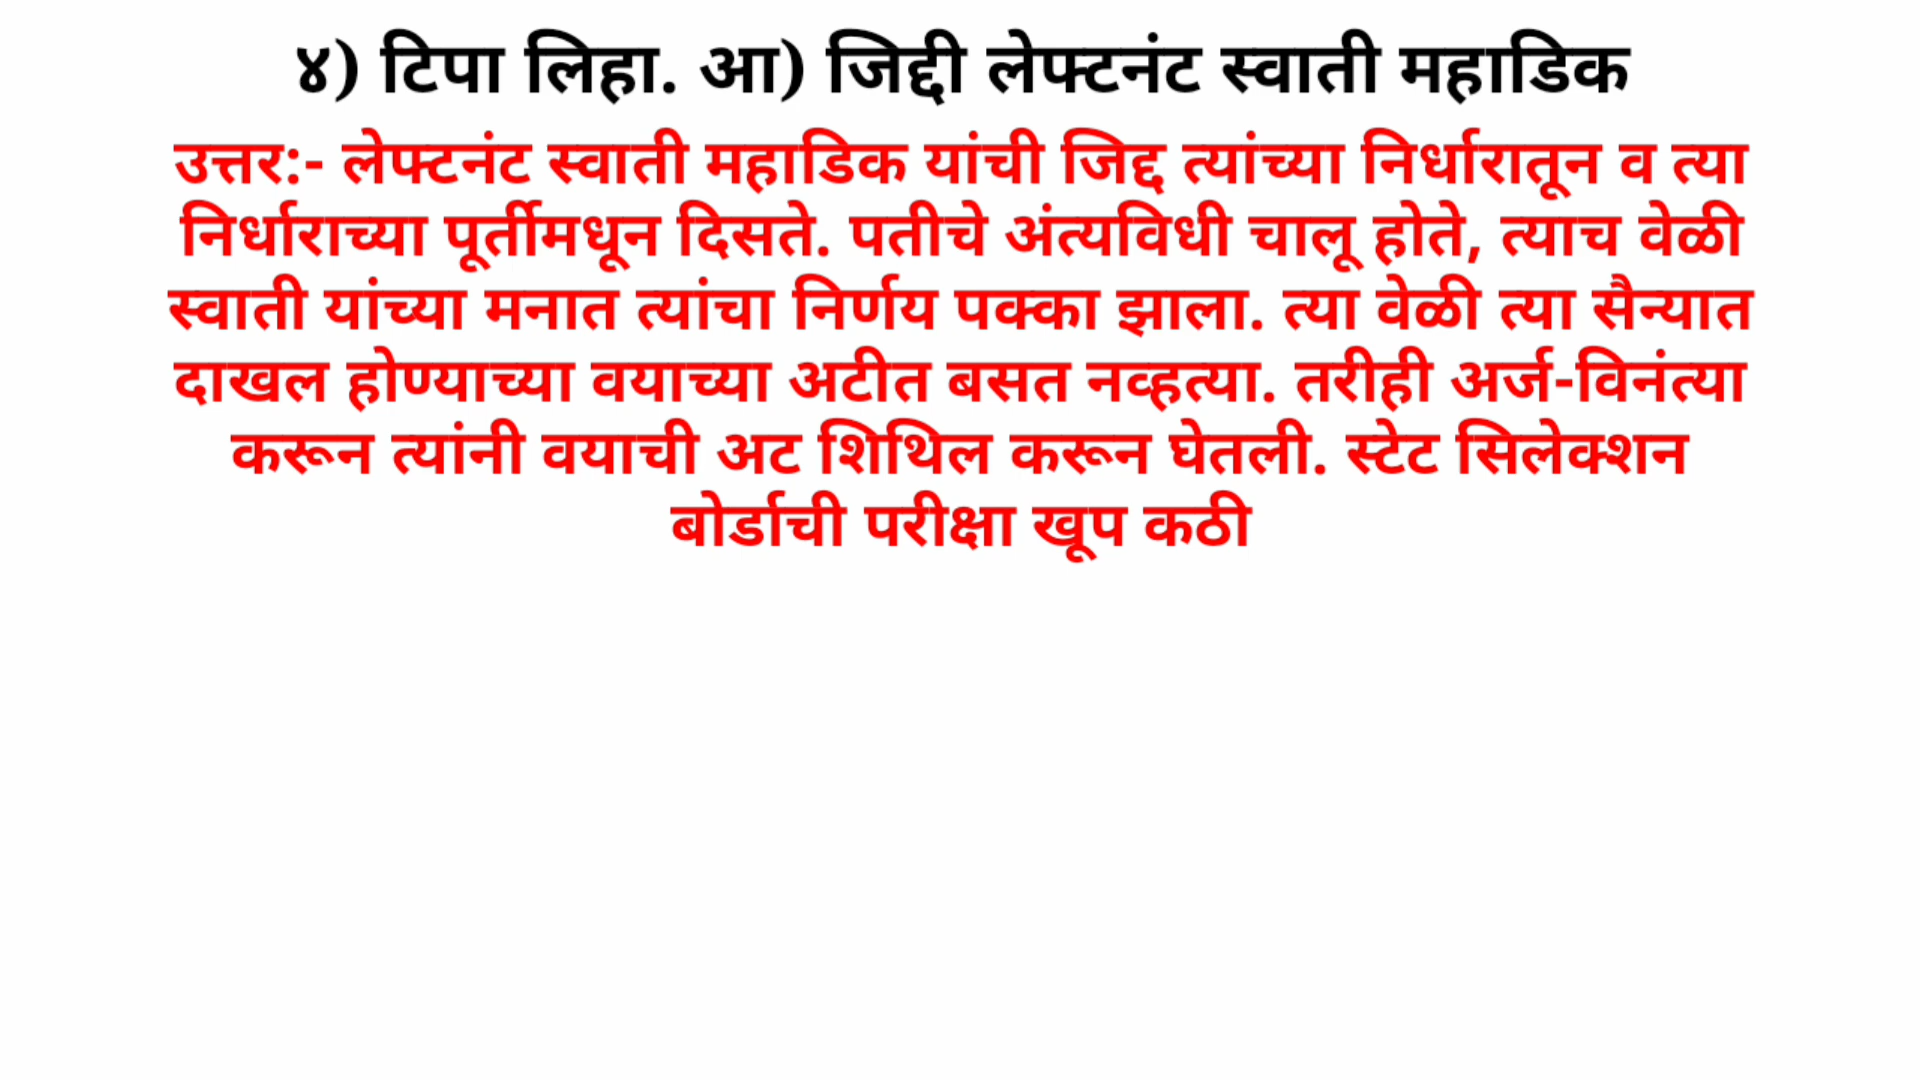 ४) टिपा लिहा. आ) जिद्दी लेफ्टनंट स्वाती महाडिक
उत्तर:- लेफ्टनंट स्वाती महाडिक यांची जिद्द त्यांच्या निर्धारातून व त्या
निर्धाराच्या पूर्तीमधून दिसते. पतीचे अंत्यविधी चालू होते, त्याच वेळी
स्वाती यांच्या मनात त्यांचा निर्णय पक्का झाला. त्या वेळी त्या सैन्यात
दाखल होण्याच्या वयाच्या अटीत बसत नव्हत्या. तरीही अर्ज-विनंत्या
करून त्यांनी वयाची अट शिथिल करून घेतली. स्टेट सिलेक्शन
बोर्डाची परीक्षा खूप कठी